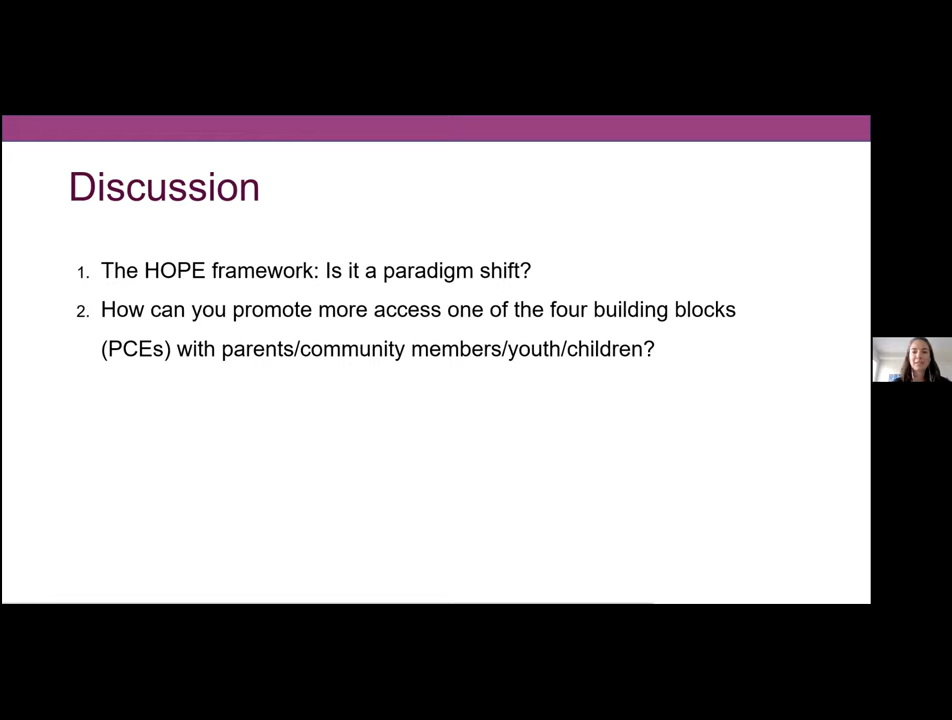 Discussion
1. The HOPE framework: Is it a paradigm shift?
2. How can you promote more access one of the four building blocks
(PCEs) with parents/community members/youth/children?